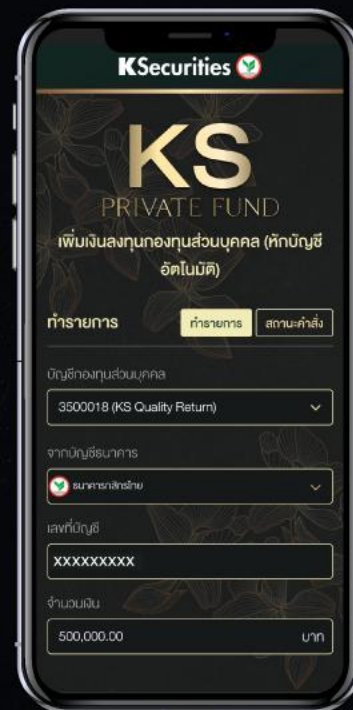 KSecurities
KS
PRIVATE FUND
เพิ่มเงินลงทุนกองทุนส่วนบุคคล (หักบัญชี
อัตโนมัติ)
ทำรายการ ทำรายการ สถานะคำสั่ง
บัญชีกองทุนส่วนบุคคล
3500018 (KS Quality Return)
จากบัญชีธนาคาร
ธนาคารกสิกรไทย
เลขที่บัญชี
XXXXXXXXX
จำนวนเงิน
500,000.00 บาท